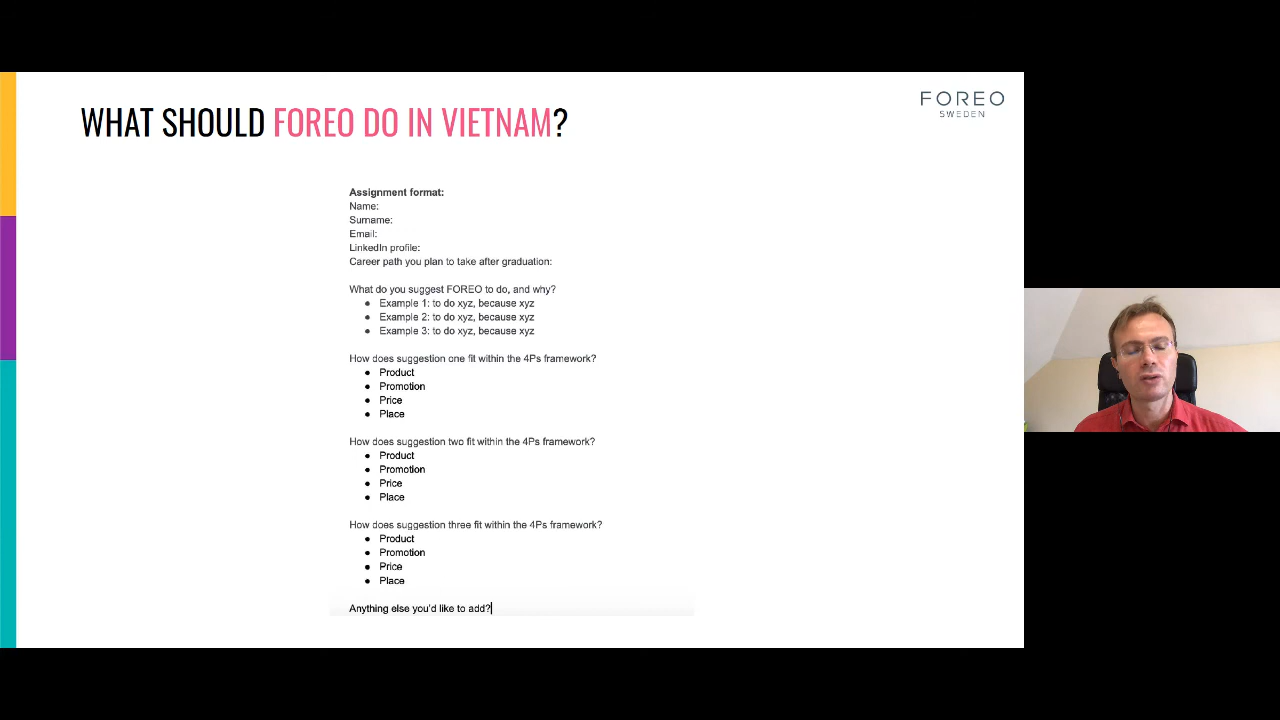 WHAT SHOULD FOREO DO IN VIETNAM?
FOREO
SWEDEN
Assignment format:
Name:
Surname:
Email:
LinkedIn profile:
Career path you plan to take after graduation:
What do you suggest FOREO to do, and why?
● Example 1: to do xyz, because xyz
● Example 2: to do xyz, because xyz
● Example 3: to do xyz, because xyz
How does suggestion one fit within the 4Ps framework?
● Product
● Promotion
● Price
● Place
How does suggestion two fit within the 4Ps framework?
● Product
● Promotion
● Price
● Place
How does suggestion three fit within the 4Ps framework?
● Product
● Promotion
● Price
● Place
Anything else you'd like to add?